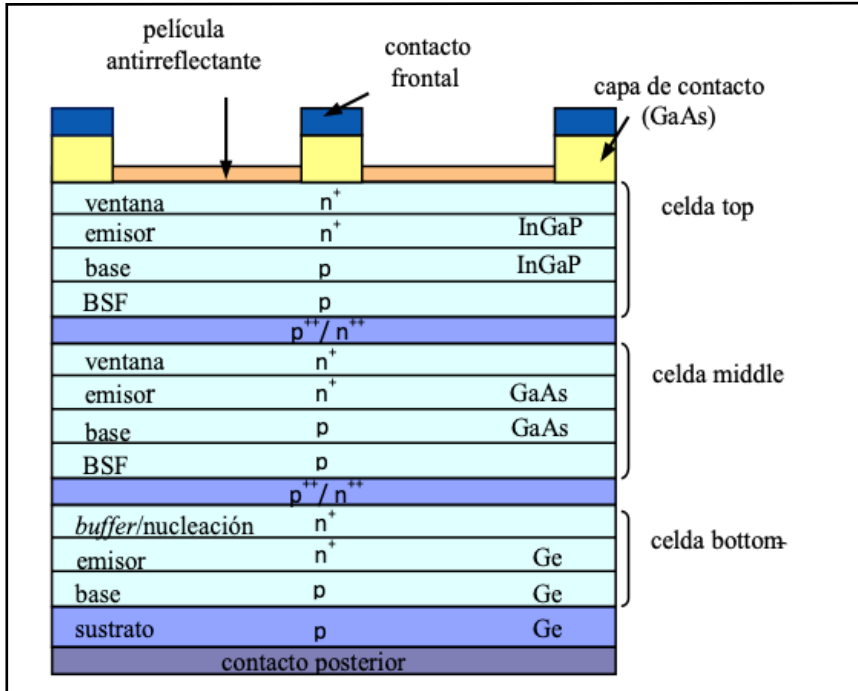 película
antirreflectante
contacto
frontal
capa de contacto
(GaAs)
ventana n⁺
emisor n⁺ InGaP
base p InGaP
BSF p
celda top
p⁺⁺/ n⁺⁺
ventana n⁺
emisor n⁺ GaAs
base p GaAs
BSF p
celda middle
p⁺⁺/ n⁺⁺
buffer/nucleación n⁺
emisor n⁺ Ge
base p Ge
celda bottom
sustrato p Ge
contacto posterior